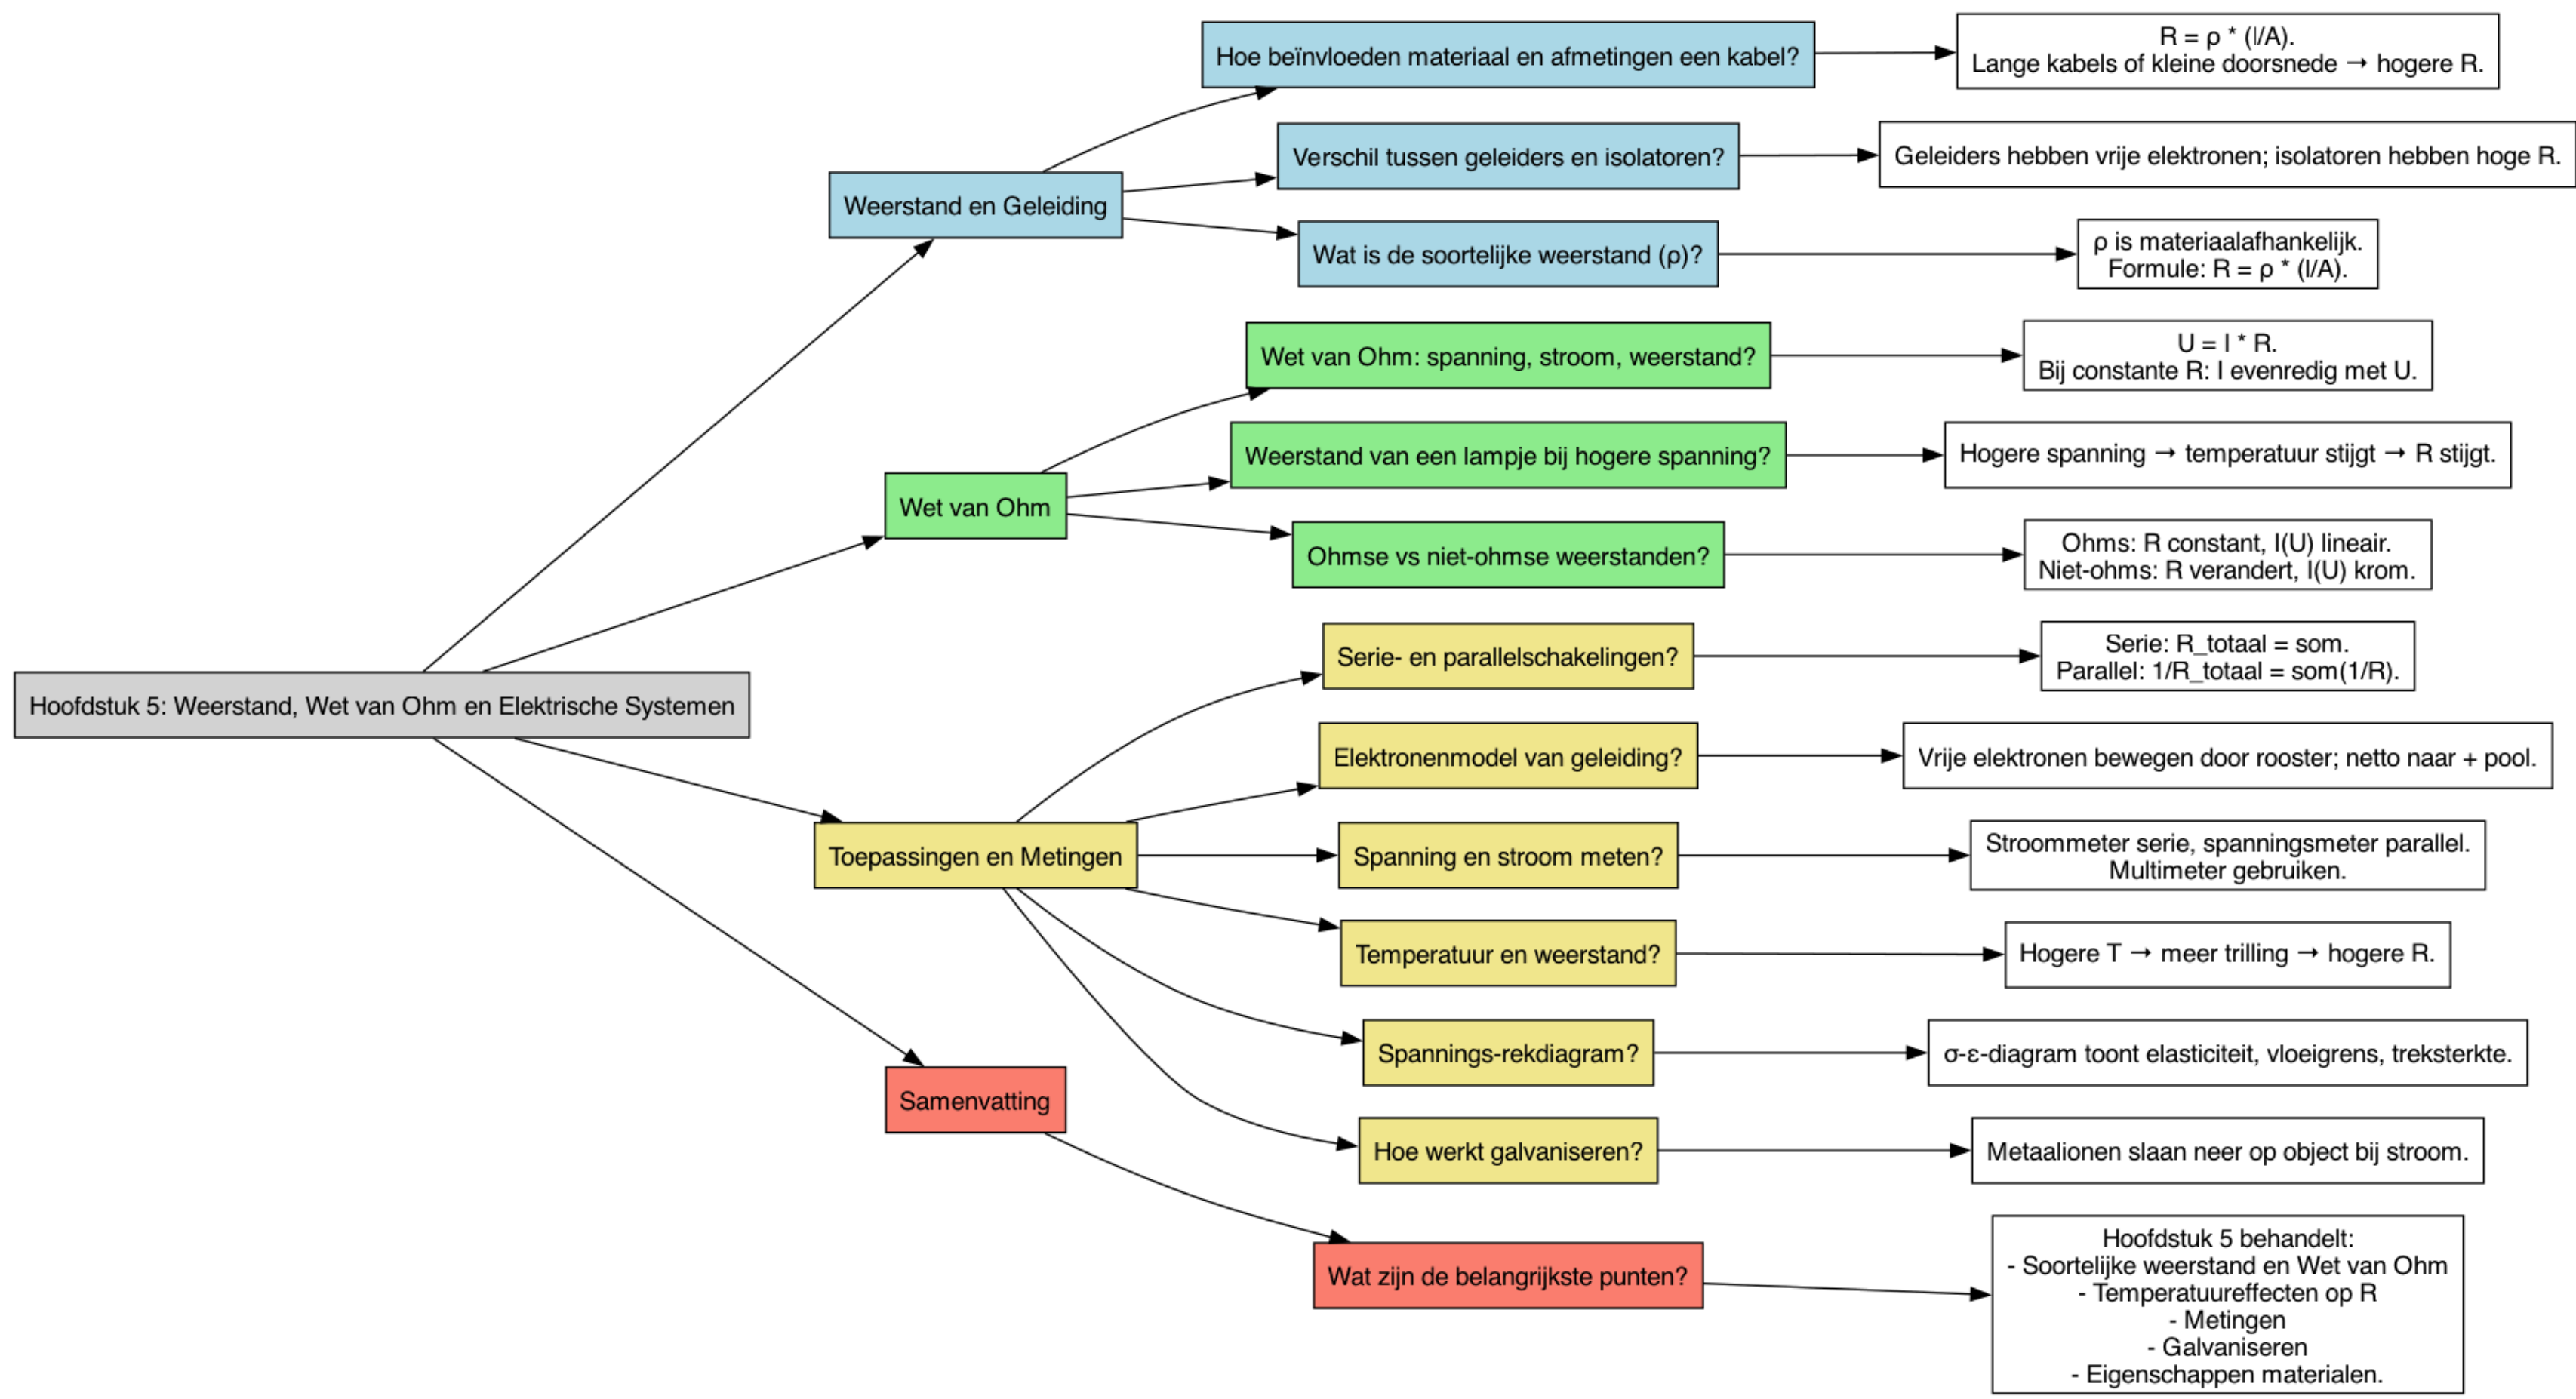 Hoofdstuk 5: Weerstand, Wet van Ohm en Elektrische Systemen
Weerstand en Geleiding
Hoe beïnvloeden materiaal en afmetingen een kabel?
R = ρ * (l/A).
Lange kabels of kleine doorsnede → hogere R.
Verschil tussen geleiders en isolatoren?
Geleiders hebben vrije elektronen; isolatoren hebben hoge R.
Wat is de soortelijke weerstand (ρ)?
ρ is materiaalafhankelijk.
Formule: R = ρ * (l/A).
Wet van Ohm
Wet van Ohm: spanning, stroom, weerstand?
U = I * R.
Bij constante R: I evenredig met U.
Weerstand van een lampje bij hogere spanning?
Hogere spanning → temperatuur stijgt → R stijgt.
Ohmse vs niet-ohmse weerstanden?
Ohms: R constant, I(U) lineair.
Niet-ohms: R verandert, I(U) krom.
Toepassingen en Metingen
Serie- en parallelschakelingen?
Serie: R_totaal = som.
Parallel: 1/R_totaal = som(1/R).
Elektronenmodel van geleiding?
Vrije elektronen bewegen door rooster; netto naar + pool.
Spanning en stroom meten?
Stroommeter serie, spanningsmeter parallel.
Multimeter gebruiken.
Temperatuur en weerstand?
Hogere T → meer trilling → hogere R.
Spannings-rekdiagram?
σ-ε-diagram toont elasticiteit, vloeigrens, treksterkte.
Hoe werkt galvaniseren?
Metaalionen slaan neer op object bij stroom.
Samenvatting
Wat zijn de belangrijkste punten?
Hoofdstuk 5 behandelt:
- Soortelijke weerstand en Wet van Ohm
- Temperatuureffecten op R
- Metingen
- Galvaniseren
- Eigenschappen materialen.